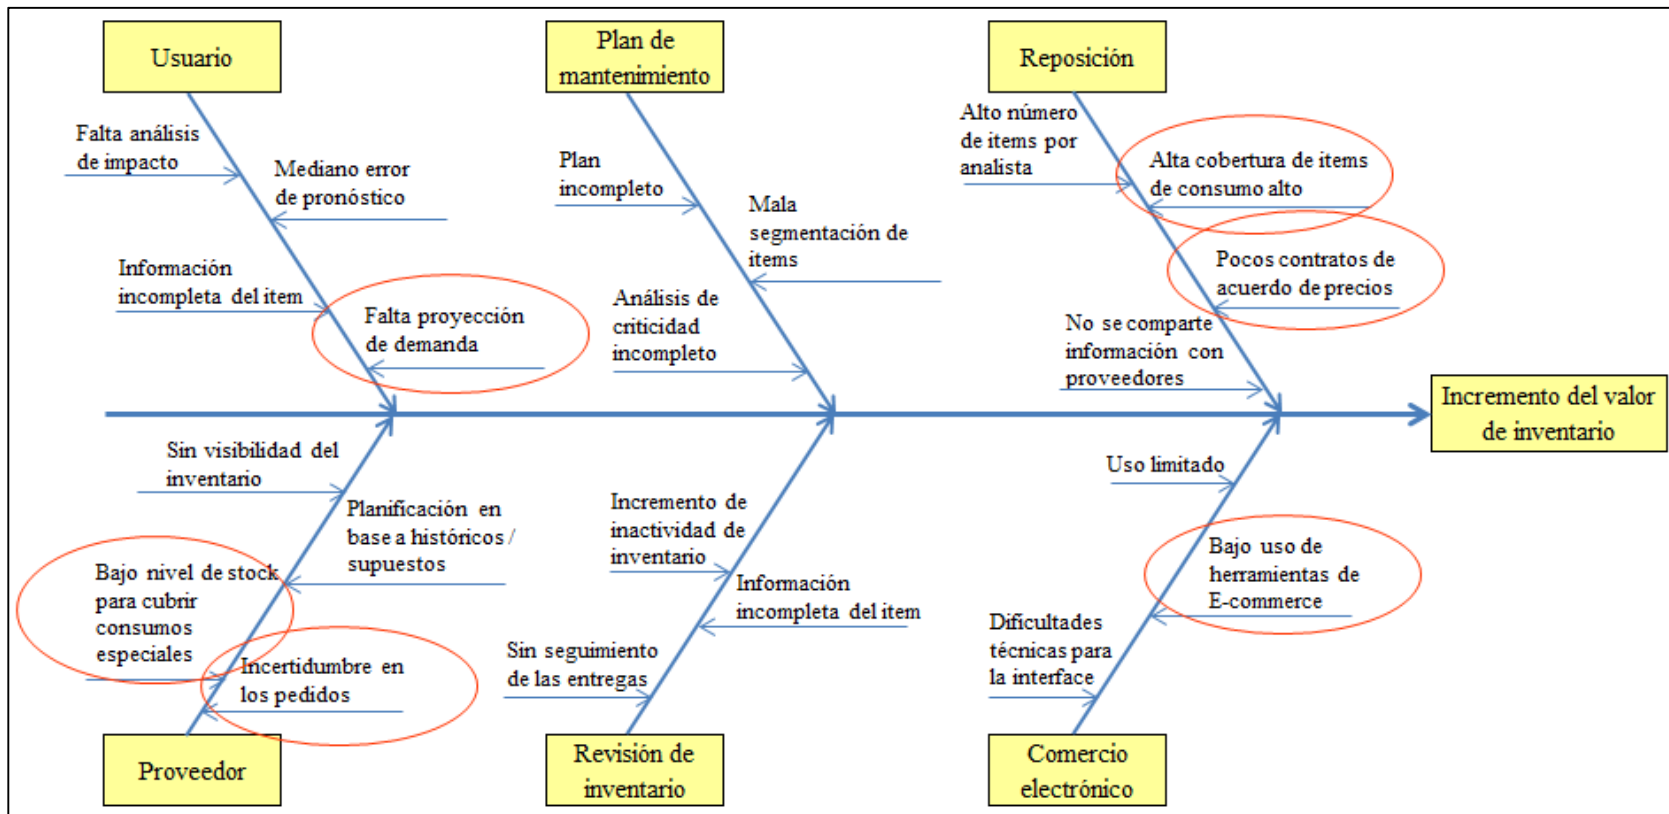 Usuario
Plan de
mantenimiento
Reposición
Falta análisis
de impacto
Mediano error
de pronóstico
Información
incompleta del ítem
Falta proyección
de demanda
Plan
incompleto
Mala
segmentación de
items
Análisis de
criticidad
incompleto
Alto número
de items por
analista
Alta cobertura de items
de consumo alto
Pocos contratos de
acuerdo de precios
No se comparte
información con
proveedores
Incremento del valor
de inventario
Sin visibilidad del
inventario
Planificación en
base a históricos /
supuestos
Bajo nivel de stock
para cubrir
consumos
especiales
Incertidumbre en
los pedidos
Incremento de
inactividad de
inventario
Información
incompleta del item
Sin seguimiento
de las entregas
Uso limitado
Bajo uso de
herramientas de
E-commerce
Dificultades
técnicas para
la interface
Proveedor
Revisión de
inventario
Comercio
electrónico